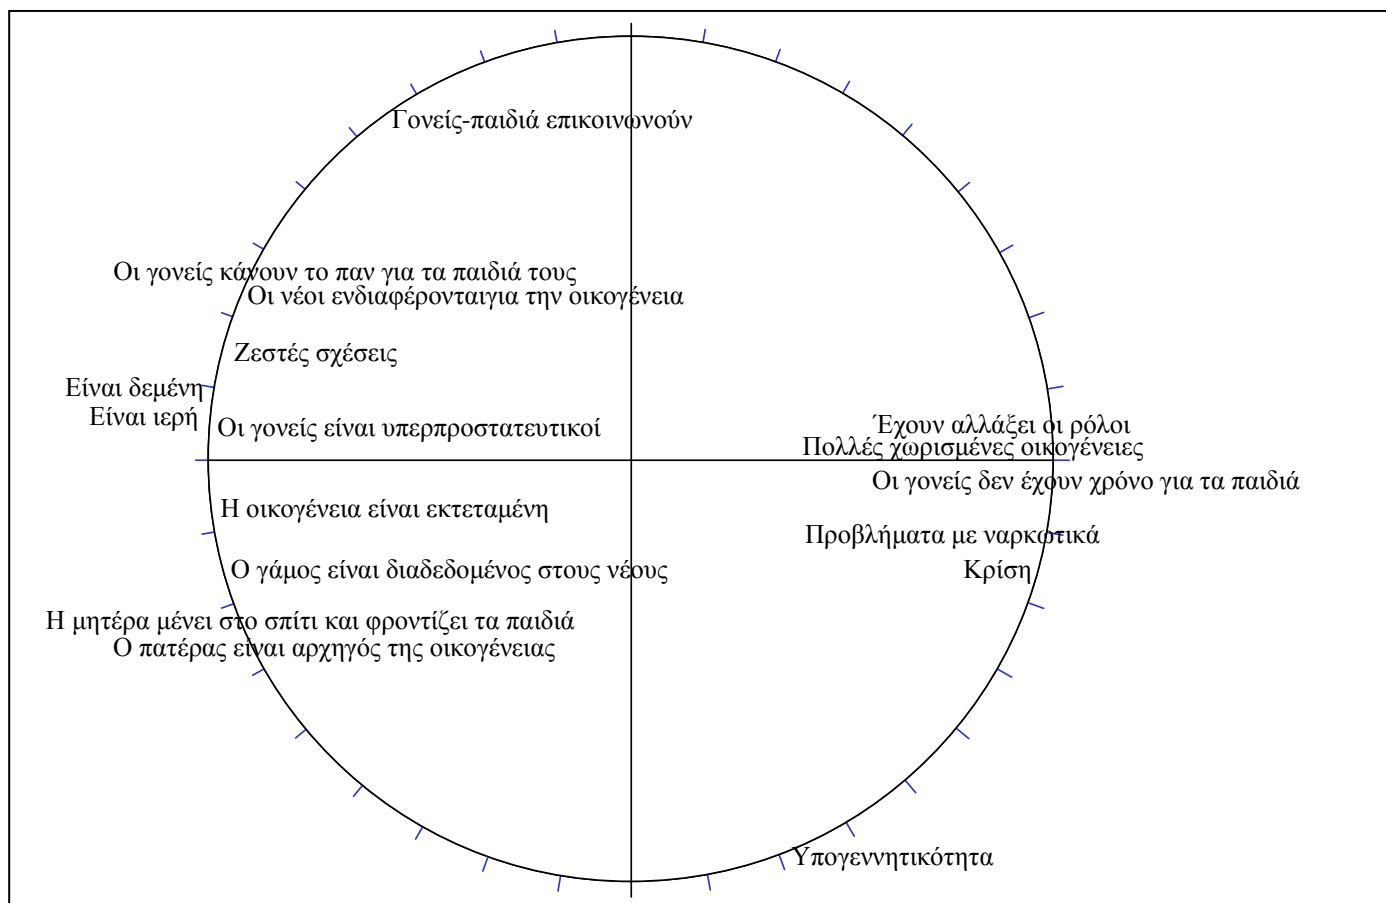 Γονείς-παιδιά επικοινωνούν
Οι γονείς κάνουν το παν για τα παιδιά τους
Οι νέοι ενδιαφέρονταιγια την οικογένεια
Ζεστές σχέσεις
Είναι δεμένη
Είναι ιερή
Οι γονείς είναι υπερπροστατευτικοί
Έχουν αλλάξει οι ρόλοι
Πολλές χωρισμένες οικογένειες
Οι γονείς δεν έχουν χρόνο για τα παιδιά
Η οικογένεια είναι εκτεταμένη
Προβλήματα με ναρκωτικά
Ο γάμος είναι διαδεδομένος στους νέους
Κρίση
Η μητέρα μένει στο σπίτι και φροντίζει τα παιδιά
Ο πατέρας είναι αρχηγός της οικογένειας
Υπογεννητικότητα